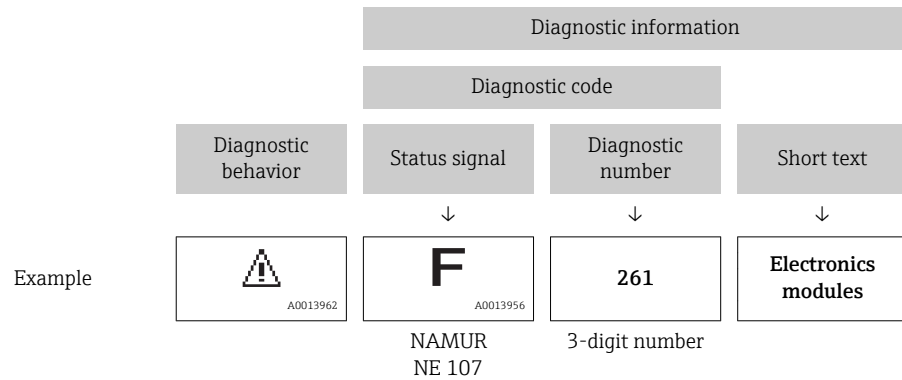 Diagnostic information
Diagnostic code
Diagnostic
behavior
Status signal
Diagnostic
number
Short text
↓ ↓ ↓
Example
⚠
A0013962
F
A0013956
261
Electronics
modules
NAMUR
NE 107
3-digit number